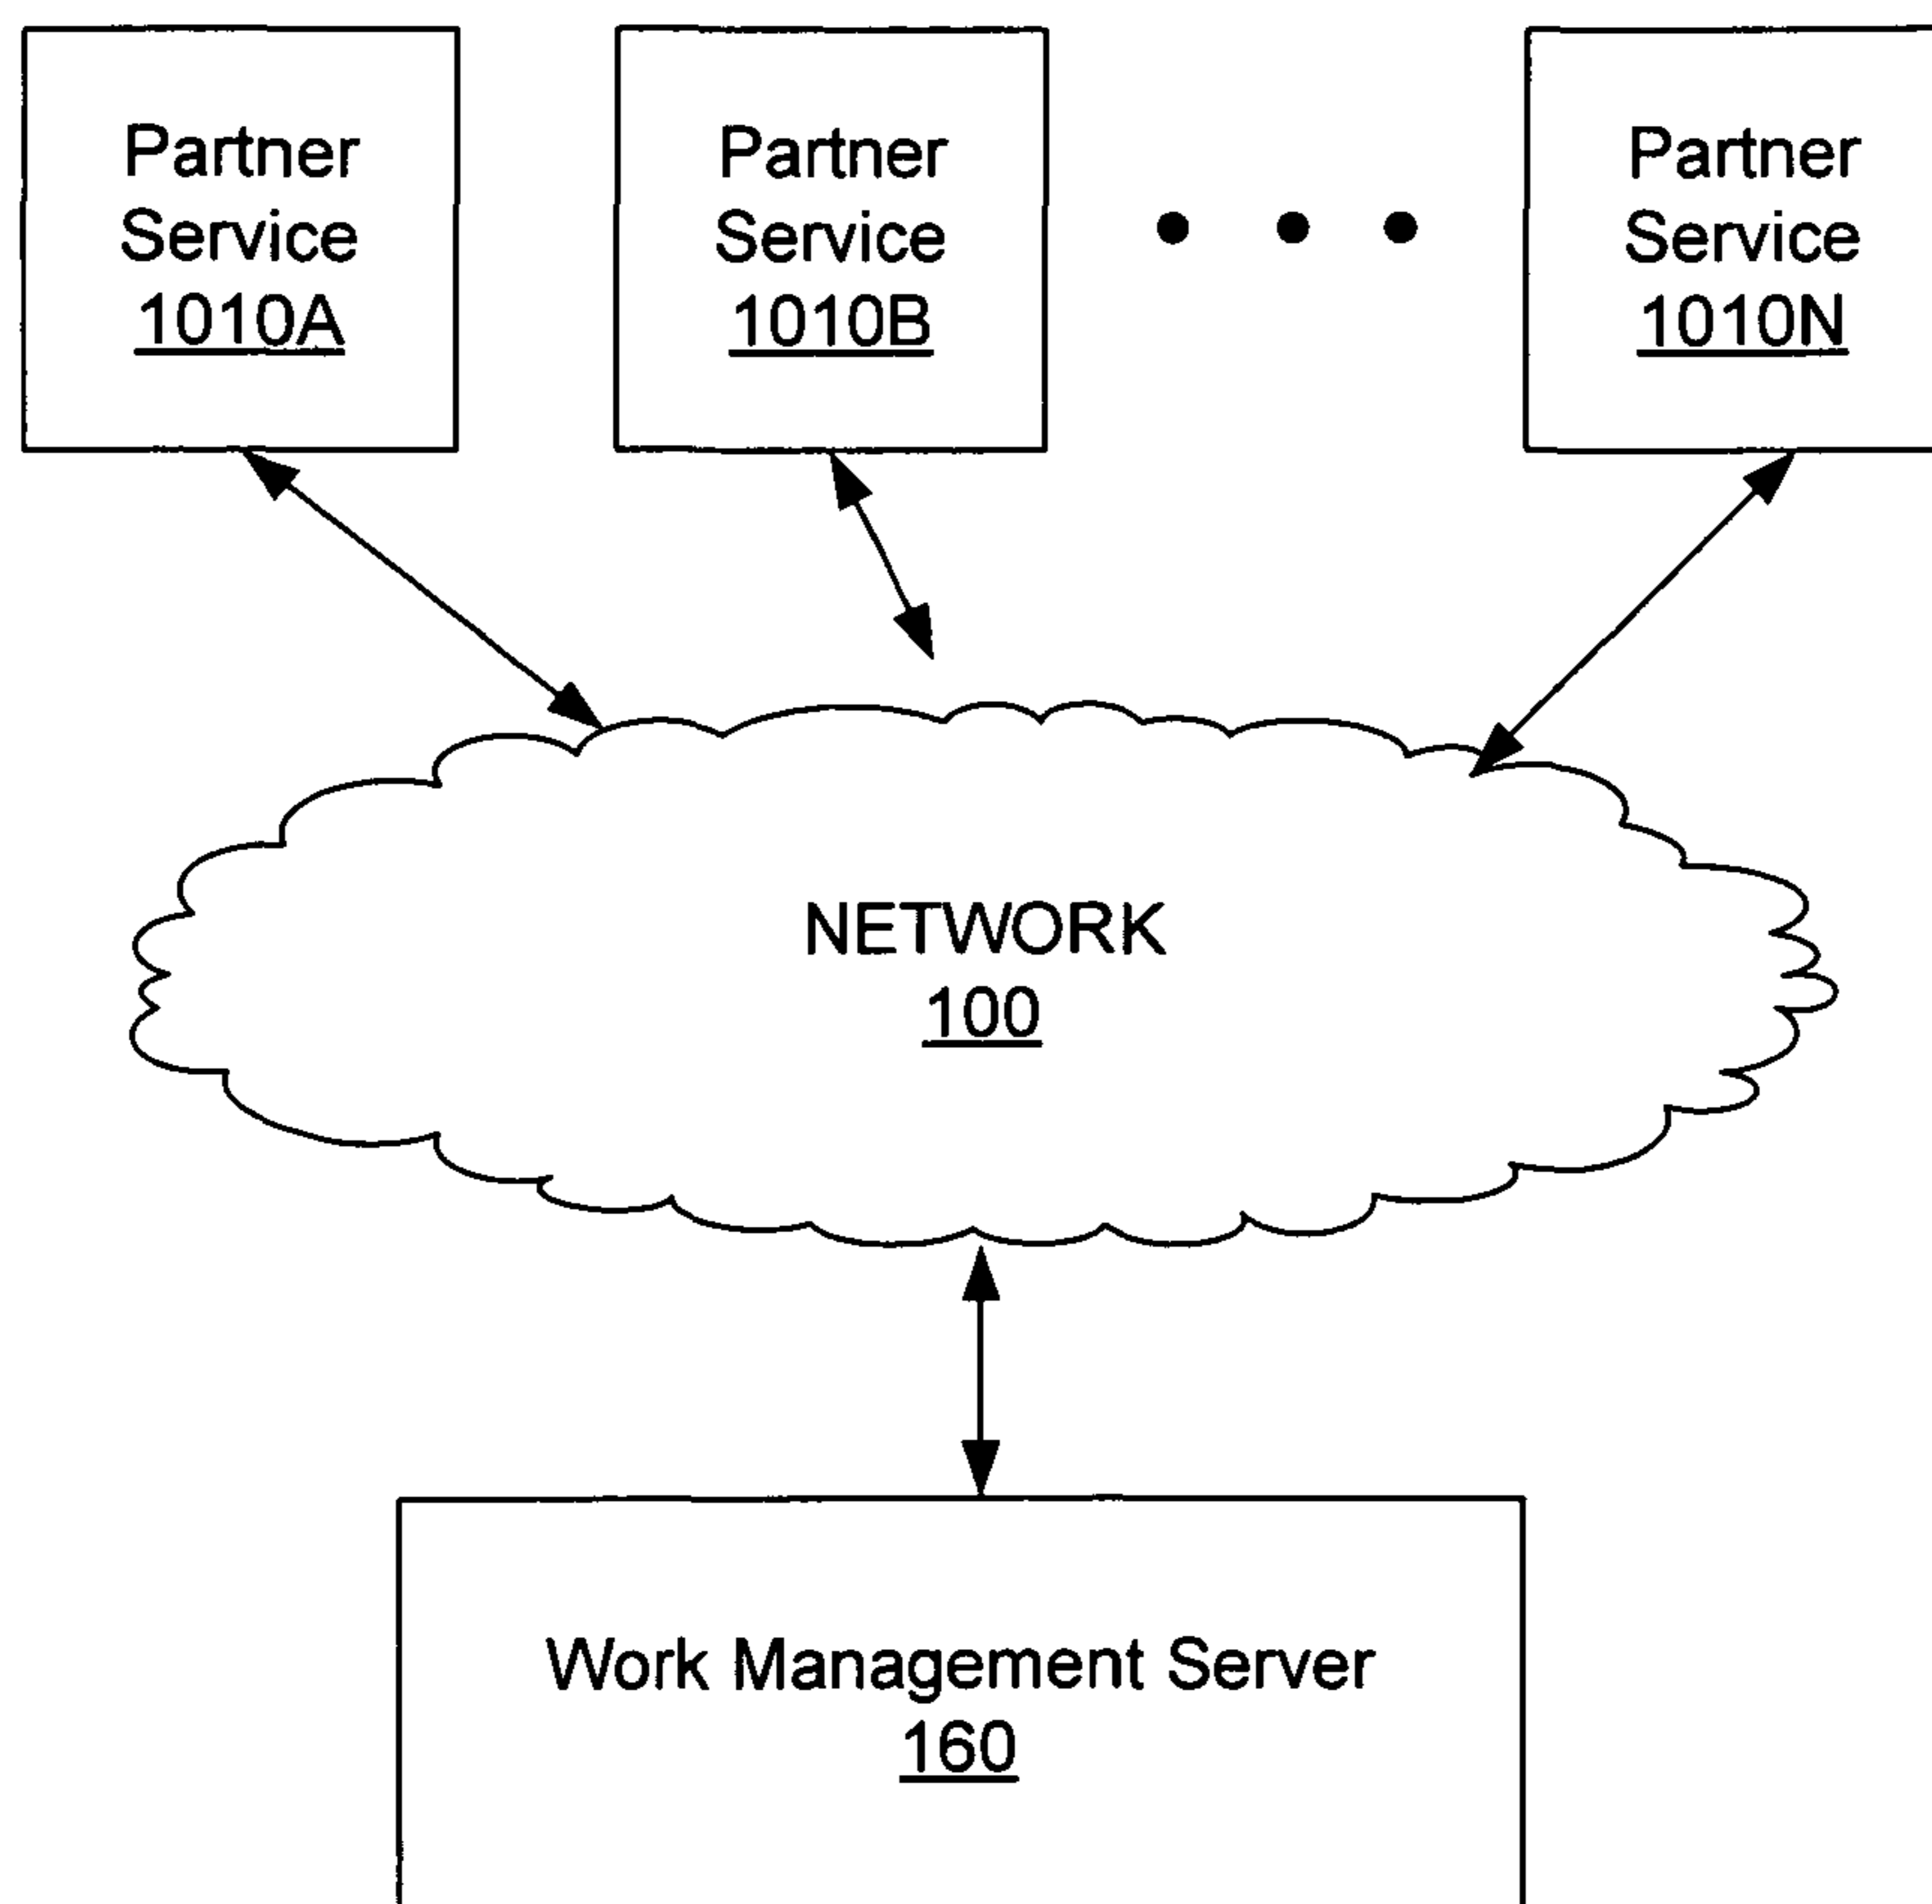 Partner
Service
1010A
Partner
Service
1010B
Partner
Service
1010N
NETWORK
100
Work Management Server
160